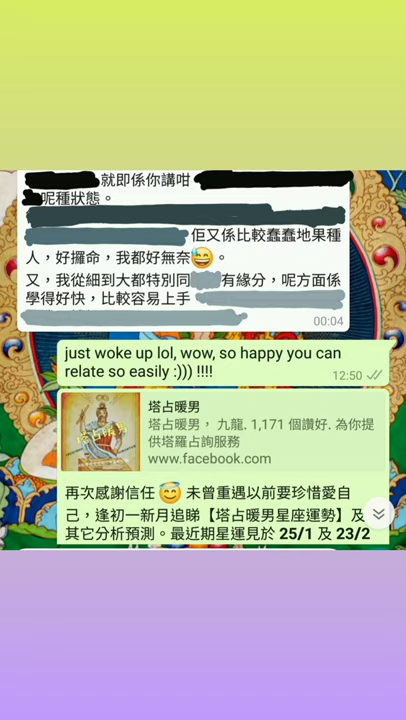 就即係你講咁
呢種狀態。
佢又係比較蠢蠢地果種
人，好攞命，我都好無奈😅。
又，我從細到大都特別同 有緣分，呢方面係
學得好快，比較容易上手
00:04
just woke up lol, wow, so happy you can
relate so easily :))) !!!!
12:50
塔占暖男
塔占暖男
塔占暖男， 九龍. 1,171 個讚好. 為你提
供塔羅占詢服務
www.facebook.com
再次感謝信任 😇 未曾重遇以前要珍惜愛自
己，逢初一新月追睇【塔占暖男星座運勢】及
其它分析預測。最近期星運見於 25/1 及 23/2